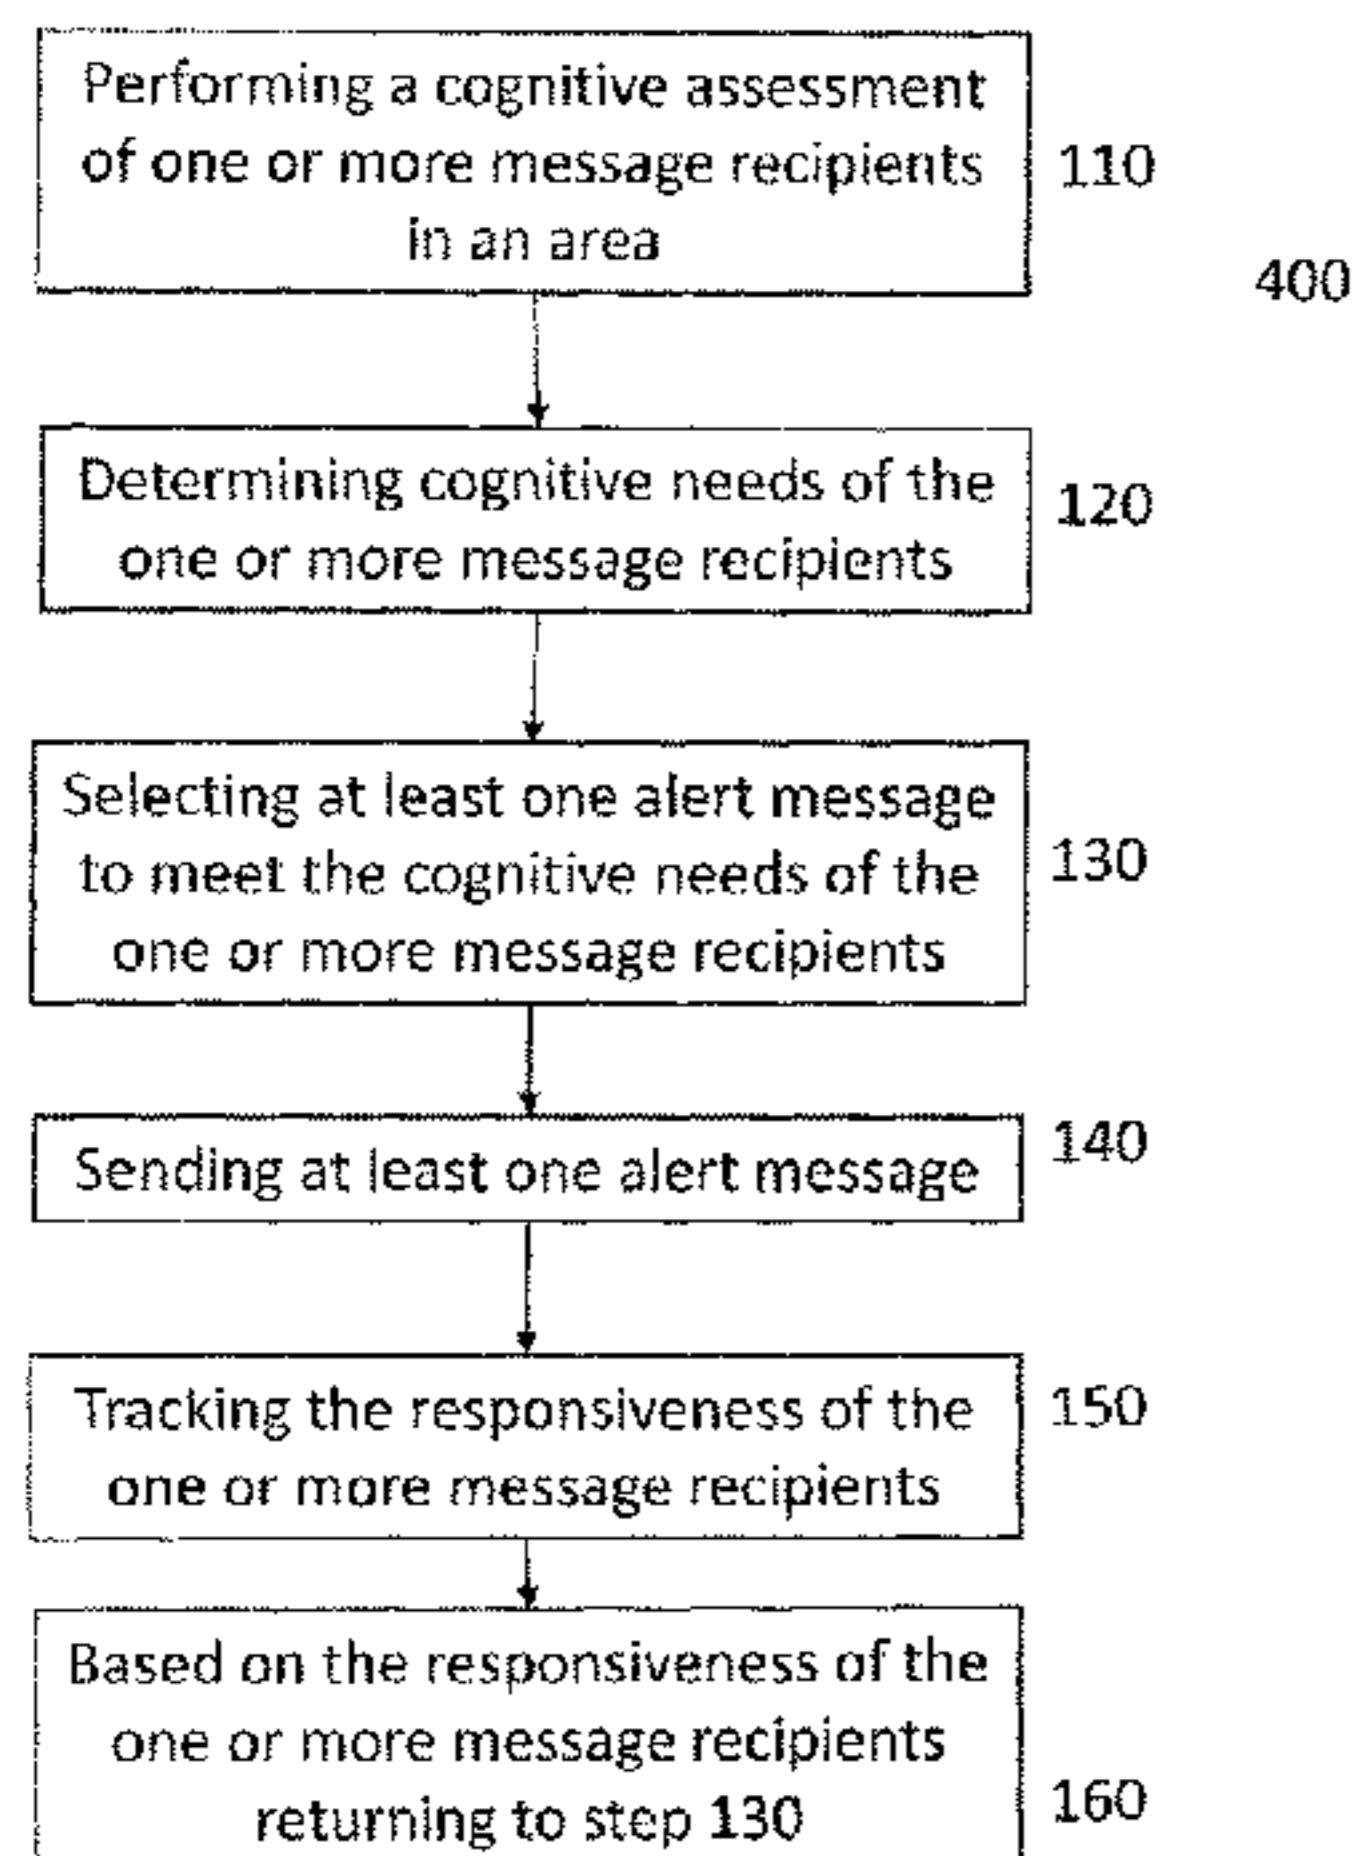 Performing a cognitive assessment
of one or more message recipients
in an area
110
400
Determining cognitive needs of the
one or more message recipients
120
Selecting at least one alert message
to meet the cognitive needs of the
one or more message recipients
130
Sending at least one alert message
140
Tracking the responsiveness of the
one or more message recipients
150
Based on the responsiveness of the
one or more message recipients
returning to step 130
160